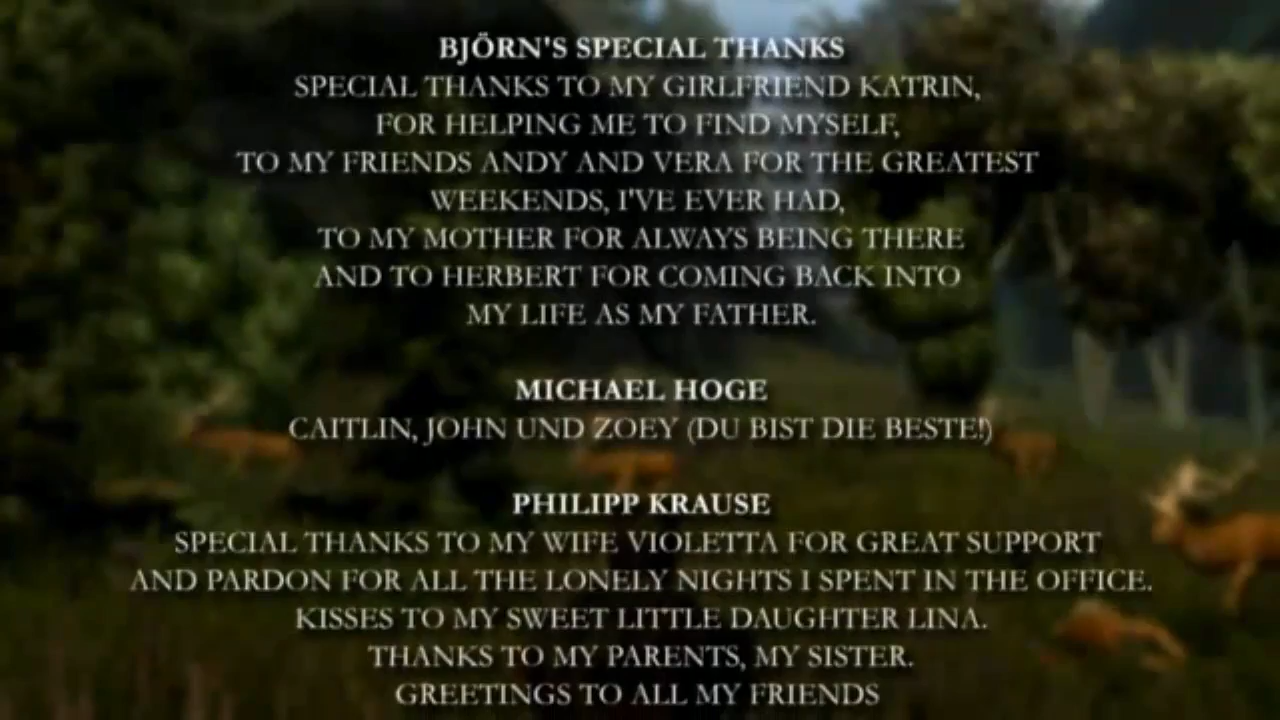 BJÖRN'S SPECIAL THANKS
SPECIAL THANKS TO MY GIRLFRIEND KATRIN,
FOR HELPING ME TO FIND MYSELF,
TO MY FRIENDS ANDY AND VERA FOR THE GREATEST
WEEKENDS, I'VE EVER HAD,
TO MY MOTHER FOR ALWAYS BEING THERE
AND TO HERBERT FOR COMING BACK INTO
MY LIFE AS MY FATHER.
MICHAEL HOGE
CAITLIN, JOHN UND ZOEY (DU BIST DIE BESTE!)
PHILIPP KRAUSE
SPECIAL THANKS TO MY WIFE VIOLETTA FOR GREAT SUPPORT
AND PARDON FOR ALL THE LONELY NIGHTS I SPENT IN THE OFFICE.
KISSES TO MY SWEET LITTLE DAUGHTER LINA.
THANKS TO MY PARENTS, MY SISTER.
GREETINGS TO ALL MY FRIENDS